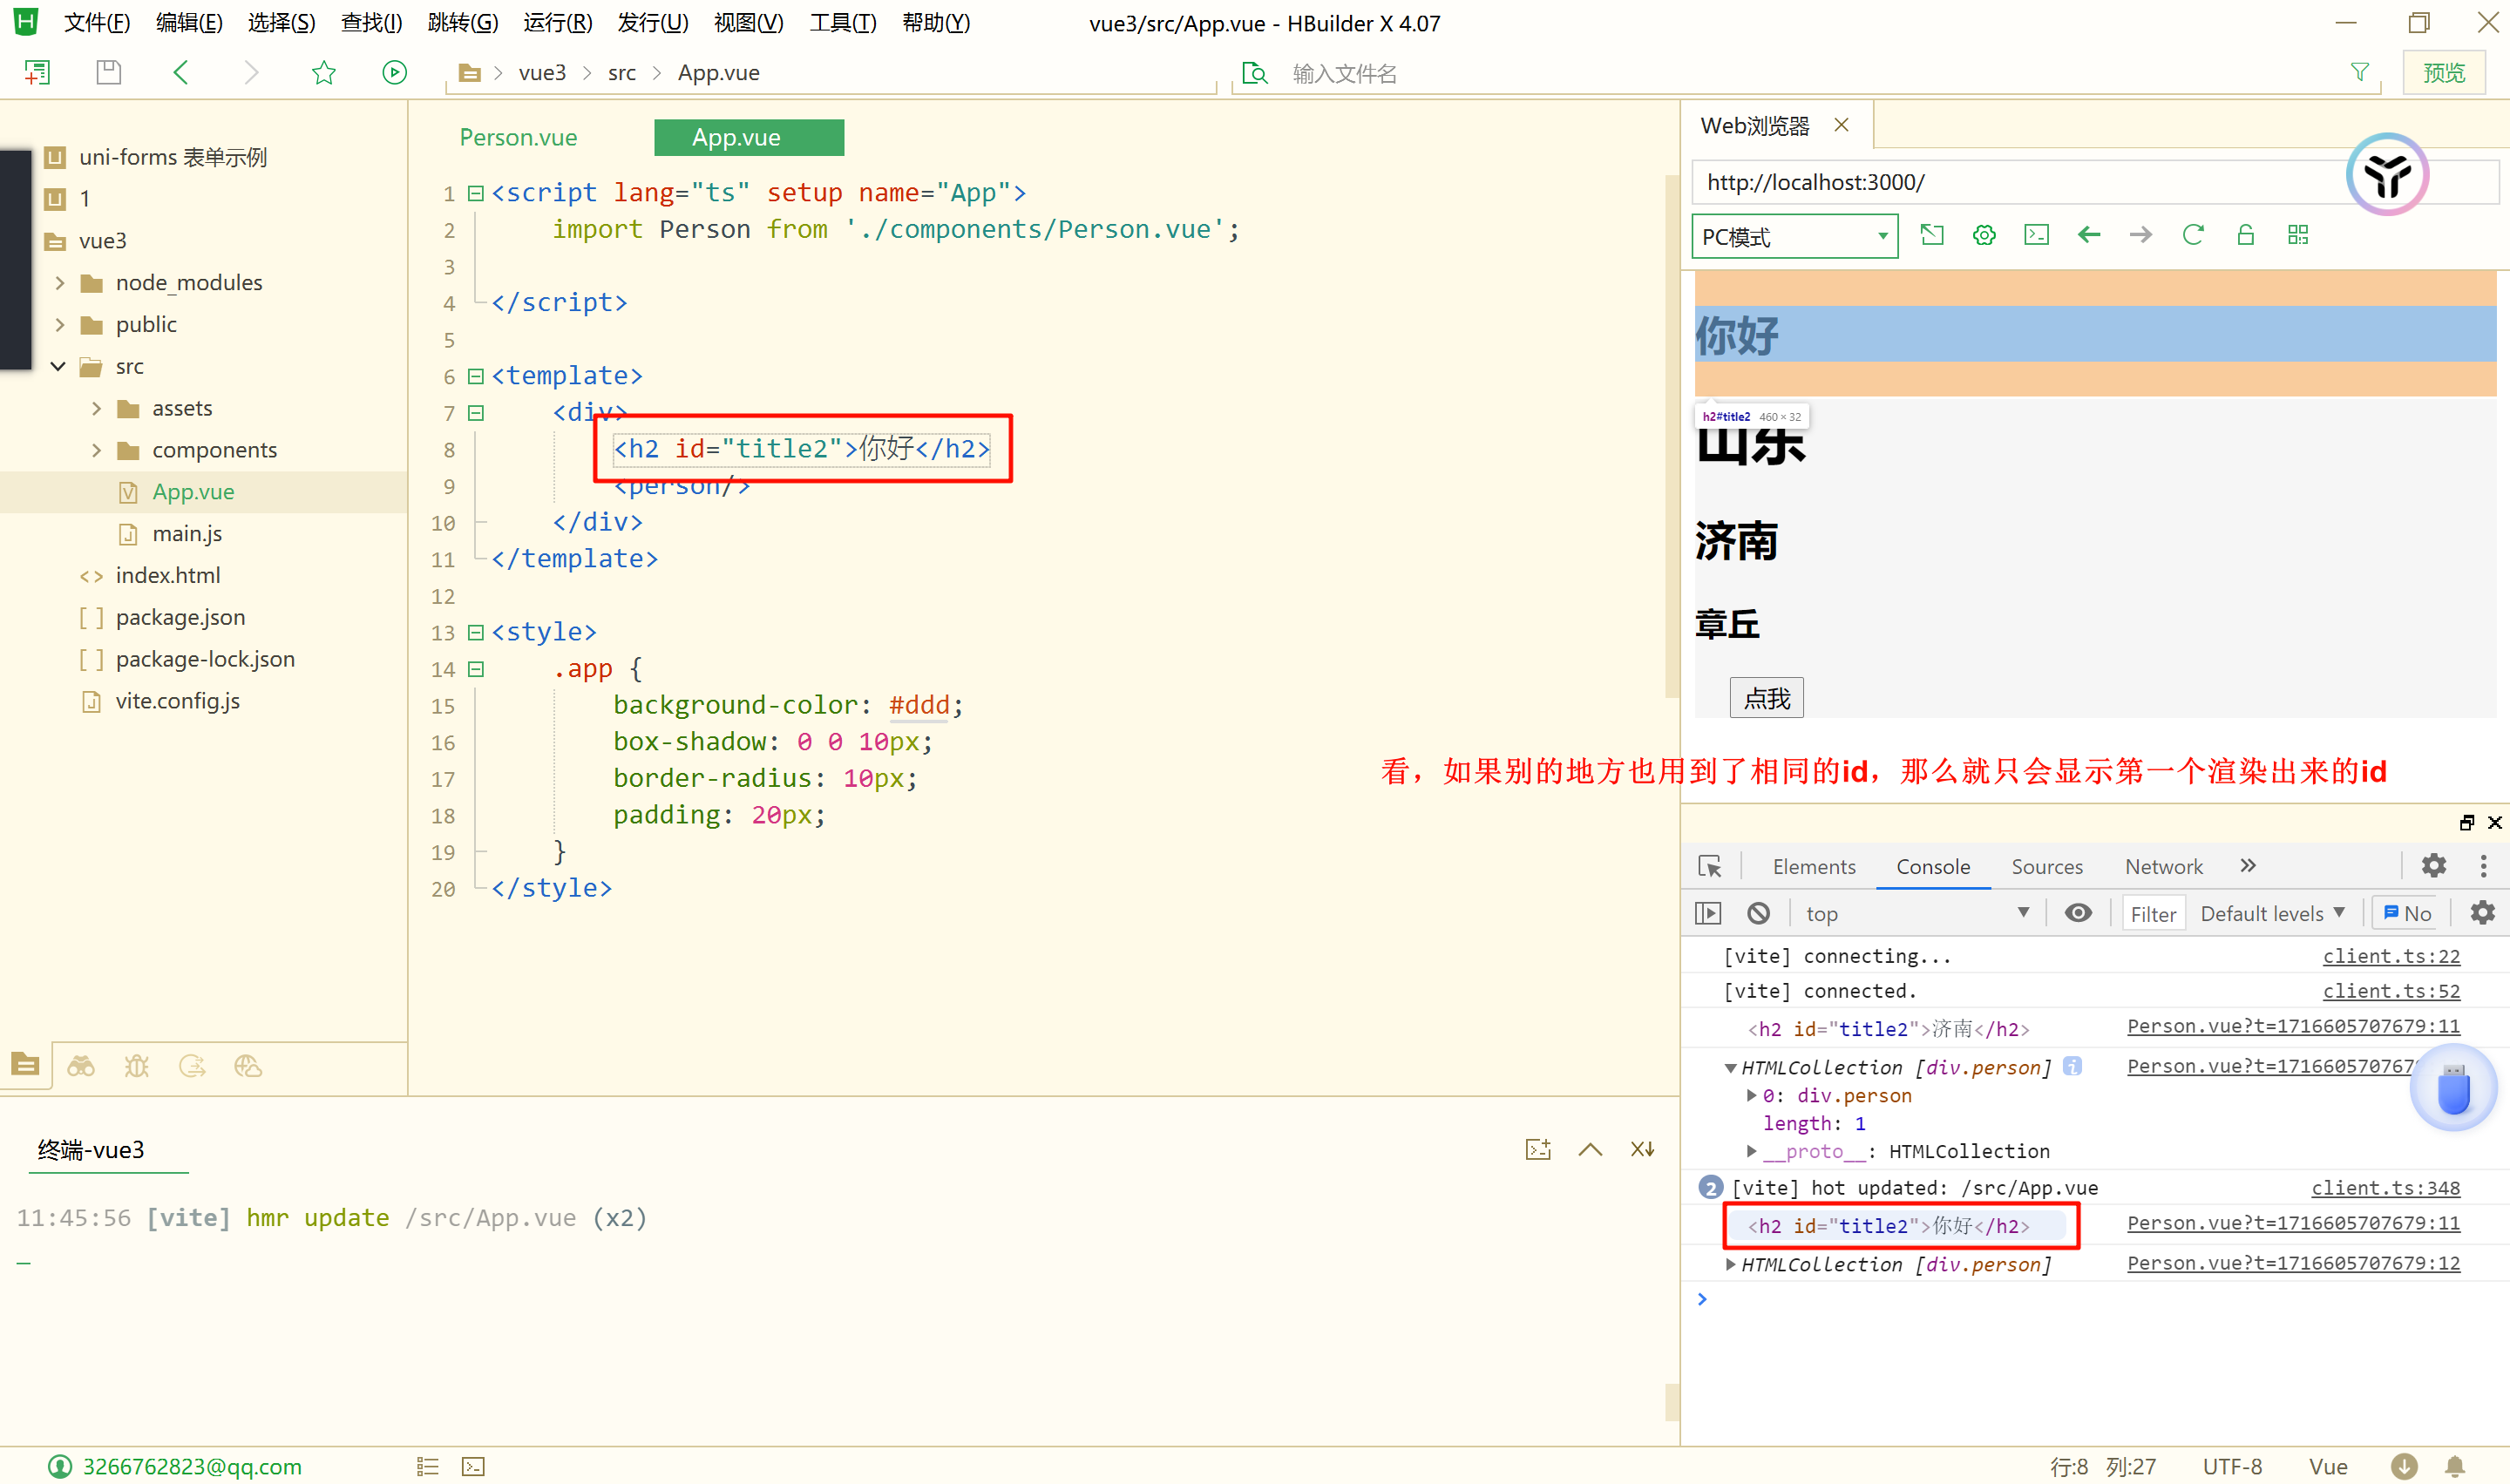 文件(F) 编辑(E) 选择(S) 查找(I) 跳转(G) 运行(R) 发行(U) 视图(V) 工具(T) 帮助(Y)
vue3/src/App.vue - HBuilder X 4.07
vue3 > src > App.vue
输入文件名
预览
uni-forms 表单示例
1
vue3
node_modules
public
src
assets
components
App.vue
main.js
index.html
package.json
package-lock.json
vite.config.js
Person.vue
App.vue
1 <script lang="ts" setup name="App">
2 import Person from './components/Person.vue';
3
4 </script>
5
6 <template>
7 <div>
8 <h2 id="title2">你好</h2>
9 <person/>
10 </div>
11 </template>
12
13 <style>
14 .app {
15 background-color: #ddd;
16 box-shadow: 0 0 10px;
17 border-radius: 10px;
18 padding: 20px;
19 }
20 </style>
Web浏览器
http://localhost:3000/
PC模式
你好
h2#title2 460 × 32
山东
济南
章丘
点我
看，如果别的地方也用到了相同的id，那么就只会显示第一个渲染出来的id
Elements Console Sources Network
top Filter Default levels No
[vite] connecting... client.ts:22
[vite] connected. client.ts:52
<h2 id="title2">济南</h2> Person.vue?t=1716605707679:11
HTMLCollection [div.person] i Person.vue?t=171660570767
0: div.person
length: 1
__proto__: HTMLCollection
2 [vite] hot updated: /src/App.vue client.ts:348
<h2 id="title2">你好</h2> Person.vue?t=1716605707679:11
HTMLCollection [div.person] Person.vue?t=1716605707679:12
终端-vue3
11:45:56 [vite] hmr update /src/App.vue (x2)
3266762823@qq.com
行:8 列:27 UTF-8 Vue